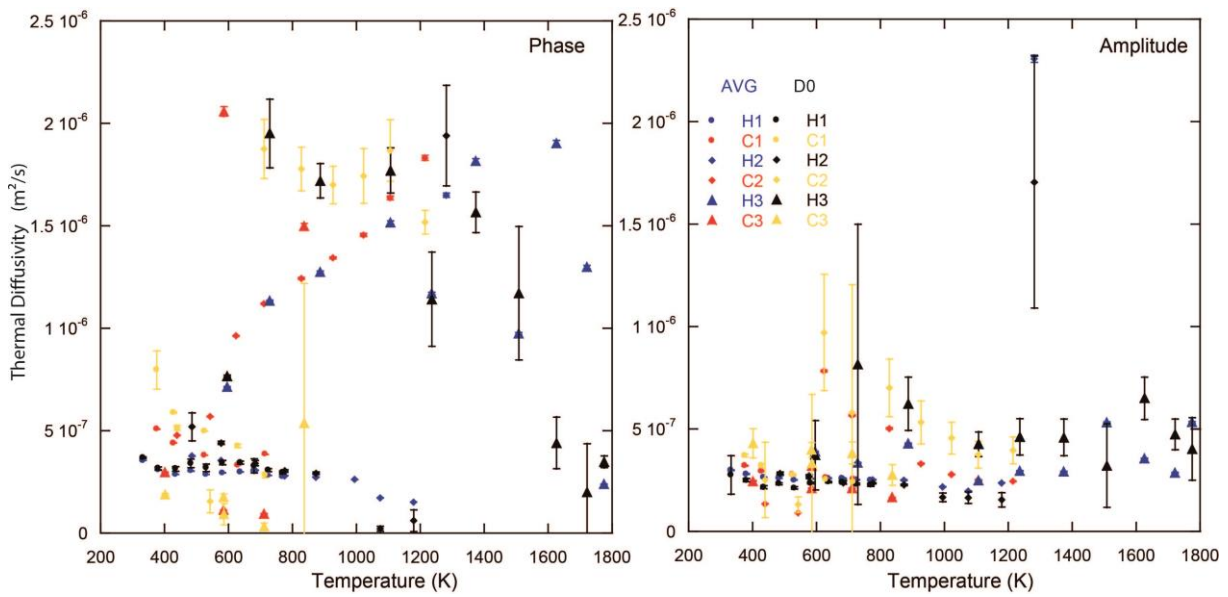 Phase
Thermal Diffusivity (m²/s)
2.5 10⁻⁶
2 10⁻⁶
1.5 10⁻⁶
1 10⁻⁶
5 10⁻⁷
0
200 400 600 800 1000 1200 1400 1600 1800
Temperature (K)
Amplitude
2.5 10⁻⁶
2 10⁻⁶
1.5 10⁻⁶
1 10⁻⁶
5 10⁻⁷
0
200 400 600 800 1000 1200 1400 1600 1800
Temperature (K)
AVG D0
H1 H1
C1 C1
H2 H2
C2 C2
H3 H3
C3 C3